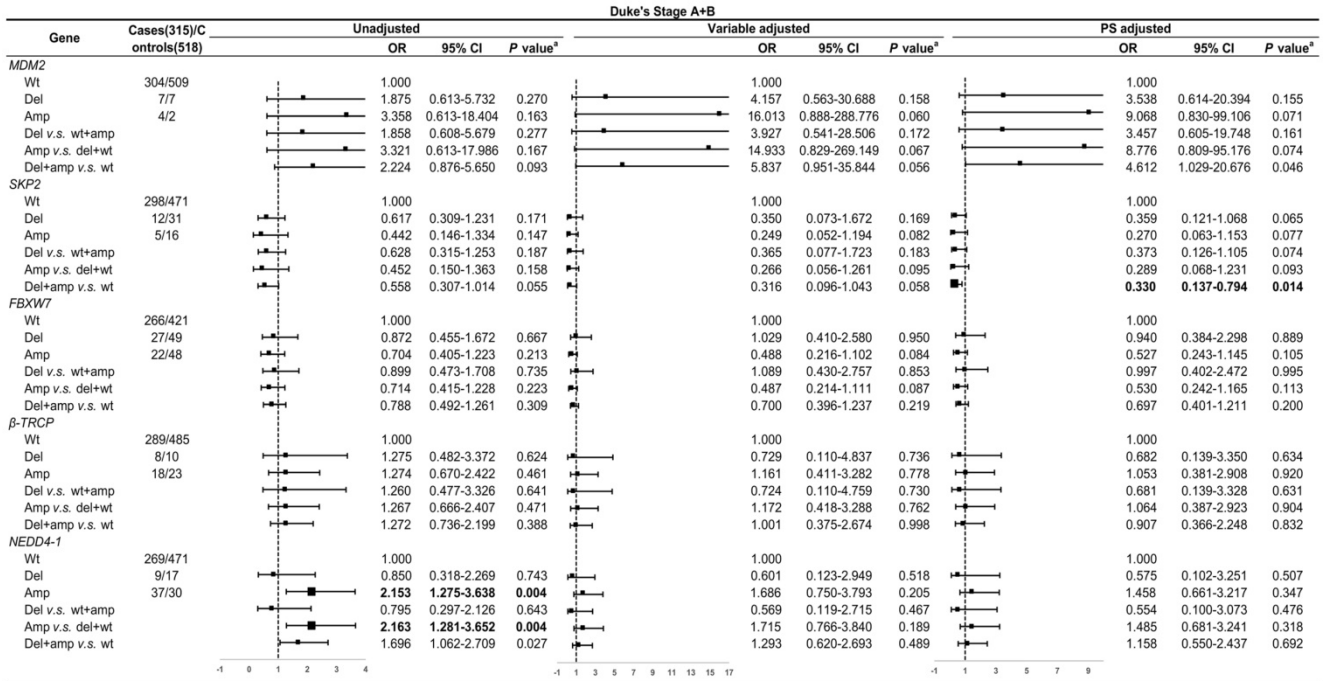 Duke's Stage A+B
Gene Cases(315)/C ontrols(518) Unadjusted Variable adjusted PS adjusted
OR 95% CI P valueᵃ OR 95% CI P valueᵃ OR 95% CI P valueᵃ
MDM2
Wt 304/509 1.000 1.000 1.000
Del 7/7 1.875 0.613-5.732 0.270 4.157 0.563-30.688 0.158 3.538 0.614-20.394 0.155
Amp 4/2 3.358 0.613-18.404 0.163 16.013 0.888-288.776 0.060 9.068 0.830-99.106 0.071
Del v.s. wt+amp 1.858 0.608-5.679 0.277 3.927 0.541-28.506 0.172 3.457 0.605-19.748 0.161
Amp v.s. del+wt 3.321 0.613-17.986 0.167 14.933 0.829-269.149 0.067 8.776 0.809-95.176 0.074
Del+amp v.s. wt 2.224 0.876-5.650 0.093 5.837 0.951-35.844 0.056 4.612 1.029-20.676 0.046
SKP2
Wt 298/471 1.000 1.000 1.000
Del 12/31 0.617 0.309-1.231 0.171 0.350 0.073-1.672 0.169 0.359 0.121-1.068 0.065
Amp 5/16 0.442 0.146-1.334 0.147 0.249 0.052-1.194 0.082 0.270 0.063-1.153 0.077
Del v.s. wt+amp 0.628 0.315-1.253 0.187 0.365 0.077-1.723 0.183 0.373 0.126-1.105 0.074
Amp v.s. del+wt 0.452 0.150-1.363 0.158 0.266 0.056-1.261 0.095 0.289 0.068-1.231 0.093
Del+amp v.s. wt 0.558 0.307-1.014 0.055 0.316 0.096-1.043 0.058 0.330 0.137-0.794 0.014
FBXW7
Wt 266/421 1.000 1.000 1.000
Del 27/49 0.872 0.455-1.672 0.667 1.029 0.410-2.580 0.950 0.940 0.384-2.298 0.889
Amp 22/48 0.704 0.405-1.223 0.213 0.488 0.216-1.102 0.084 0.527 0.243-1.145 0.105
Del v.s. wt+amp 0.899 0.473-1.708 0.735 1.089 0.430-2.757 0.853 0.997 0.402-2.472 0.995
Amp v.s. del+wt 0.714 0.415-1.228 0.223 0.487 0.214-1.111 0.087 0.530 0.242-1.165 0.113
Del+amp v.s. wt 0.788 0.492-1.261 0.309 0.700 0.396-1.237 0.219 0.697 0.401-1.211 0.200
β-TRCP
Wt 289/485 1.000 1.000 1.000
Del 8/10 1.275 0.482-3.372 0.624 0.729 0.110-4.837 0.736 0.682 0.139-3.350 0.634
Amp 18/23 1.274 0.670-2.422 0.461 1.161 0.411-3.282 0.778 1.053 0.381-2.908 0.920
Del v.s. wt+amp 1.260 0.477-3.326 0.641 0.724 0.110-4.759 0.730 0.681 0.139-3.328 0.631
Amp v.s. del+wt 1.267 0.666-2.407 0.471 1.172 0.418-3.288 0.762 1.064 0.387-2.923 0.904
Del+amp v.s. wt 1.272 0.736-2.199 0.388 1.001 0.375-2.674 0.998 0.907 0.366-2.248 0.832
NEDD4-1
Wt 269/471 1.000 1.000 1.000
Del 9/17 0.850 0.318-2.269 0.743 0.601 0.123-2.949 0.518 0.575 0.102-3.251 0.507
Amp 37/30 2.153 1.275-3.638 0.004 1.686 0.750-3.793 0.205 1.458 0.661-3.217 0.347
Del v.s. wt+amp 0.795 0.297-2.126 0.643 0.569 0.119-2.715 0.467 0.554 0.100-3.073 0.476
Amp v.s. del+wt 2.163 1.281-3.652 0.004 1.715 0.766-3.840 0.189 1.485 0.681-3.241 0.318
Del+amp v.s. wt 1.696 1.062-2.709 0.027 1.293 0.620-2.693 0.489 1.158 0.550-2.437 0.692
-1 0 1 2 3 4 -1 1 3 5 7 9 11 13 15 17 -1 1 3 5 7 9